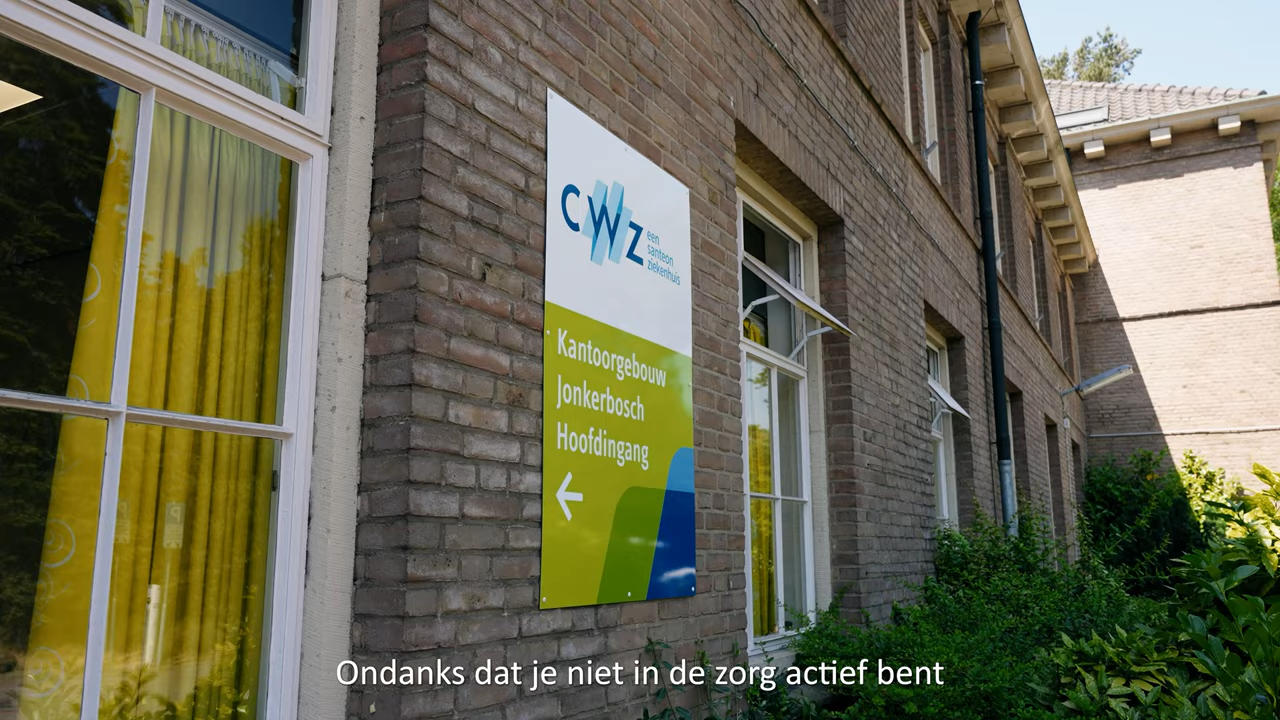 CWZ
een
santeon
ziekenhuis
Kantoorgebouw
Jonkerbosch
Hoofdingang
Ondanks dat je niet in de zorg actief bent